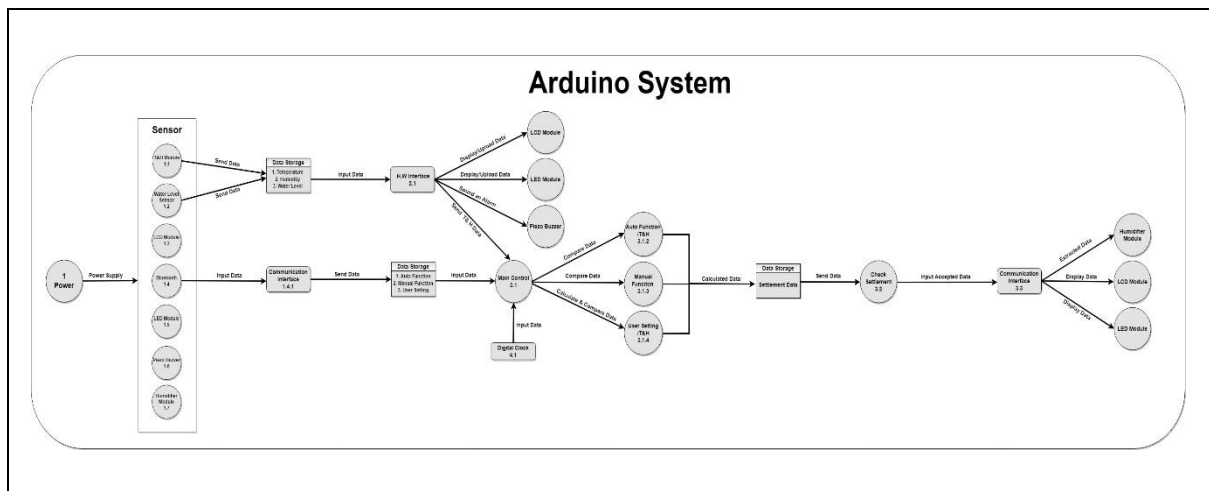 Arduino System
Sensor
T&H Module
1.1
Water Level
Sensor
1.2
LCD Module
1.3
Bluetooth
1.4
LED Module
1.5
Piezo Buzzer
1.6
Humidifier
Module
1.7
1
Power
Power Supply
Send Data
Send Data
Data Storage
1. Temperature
2. Humidity
3. Water Level
Input Data
H.W Interface
2.1
Display/Upload Data
Display/Upload Data
Sound an Alarm
Send T&H Data
LCD Module
LED Module
Piezo Buzzer
Input Data
Communication
Interface
1.4.1
Send Data
Data Storage
1. Auto Function
2. Manual Function
3. User Setting
Input Data
Main Control
3.1
Input Data
Digital Clock
4.1
Compare Data
Compare Data
Calculate & Compare Data
Auto Function
/T&H
3.1.2
Manual
Function
3.1.3
User Setting
/T&H
3.1.4
Calculated Data
Data Storage
Settlement Data
Send Data
Check
Settlement
3.2
Input Accepted Data
Communication
Interface
3.3
Extracted Data
Display Data
Display Data
Humidifier
Module
LCD Module
LED Module